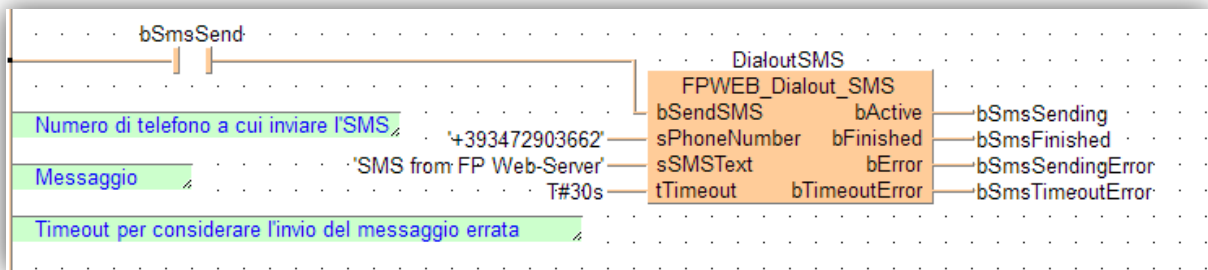 bSmsSend
DialoutSMS
FPWEB_Dialout_SMS
bSendSMS bActive bSmsSending
Numero di telefono a cui inviare l'SMS
'+393472903662' sPhoneNumber bFinished bSmsFinished
'SMS from FP Web-Server' sSMSText bError bSmsSendingError
Messaggio
T#30s tTimeout bTimeoutError bSmsTimeoutError
Timeout per considerare l'invio del messaggio errata